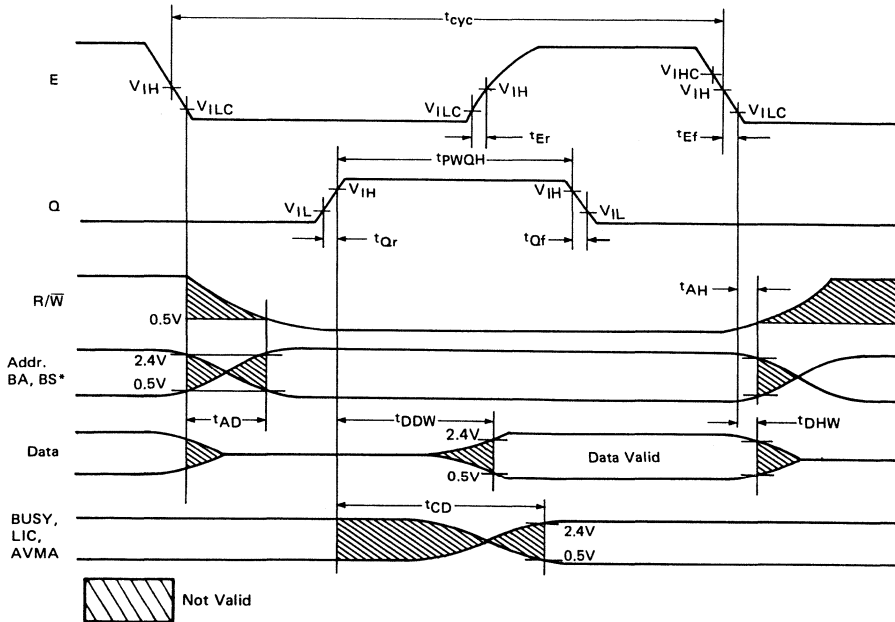 tcyc
E
VIH
VILC
VILC
VIH
VIHC
VIH
VILC
tEr
tEf
tPWQH
Q
VIL
VIH
VIH
VIL
tQr
tQf
R/W̅
0.5V
tAH
Addr.
BA, BS*
2.4V
0.5V
tAD
tDDW
tDHW
Data
2.4V
0.5V
Data Valid
tCD
BUSY,
LIC,
AVMA
2.4V
0.5V
Not Valid